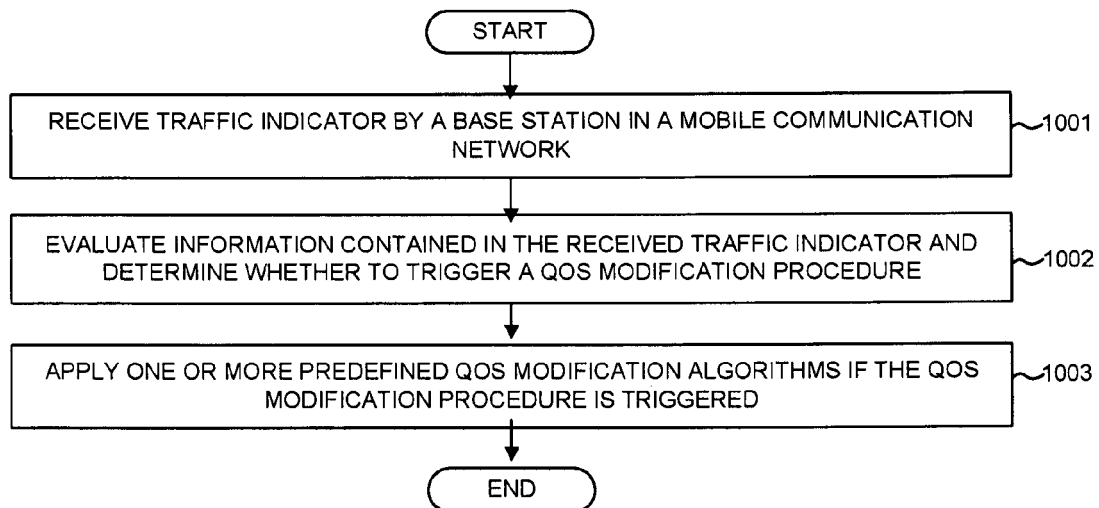 START
RECEIVE TRAFFIC INDICATOR BY A BASE STATION IN A MOBILE COMMUNICATION
NETWORK
1001
EVALUATE INFORMATION CONTAINED IN THE RECEIVED TRAFFIC INDICATOR AND
DETERMINE WHETHER TO TRIGGER A QOS MODIFICATION PROCEDURE
1002
APPLY ONE OR MORE PREDEFINED QOS MODIFICATION ALGORITHMS IF THE QOS
MODIFICATION PROCEDURE IS TRIGGERED
1003
END